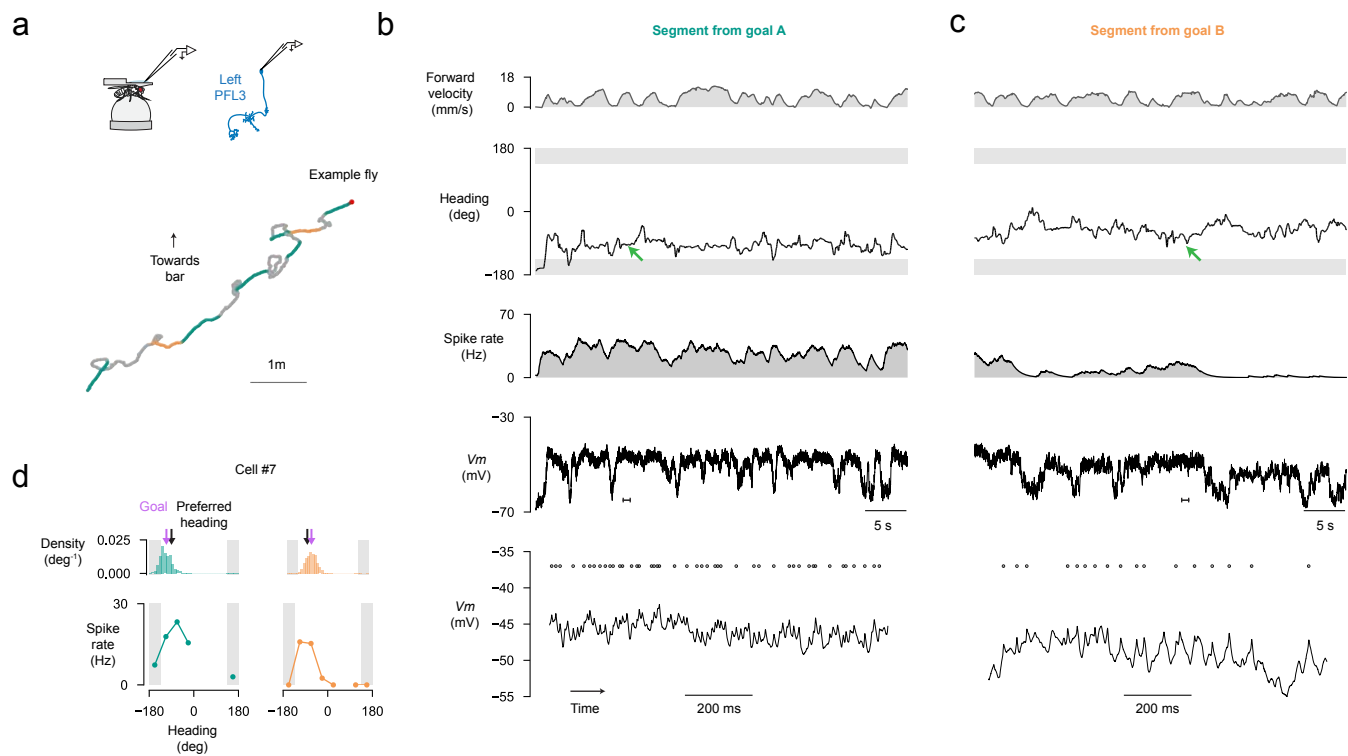 a
Left
PFL3
Example fly
Towards
bar
1m
b
Segment from goal A
Forward
velocity
(mm/s)
18
0
180
Heading
(deg)
0
−180
Spike rate
(Hz)
70
0
−30
Vm
(mV)
−70
5 s
−35
−40
Vm
(mV)
−45
−50
−55
Time
200 ms
c
Segment from goal B
5 s
200 ms
d
Cell #7
Goal
Preferred
heading
Density
(deg-1)
0.025
0.000
30
Spike
rate
(Hz)
0
−180 0 180
−180 0 180
Heading
(deg)